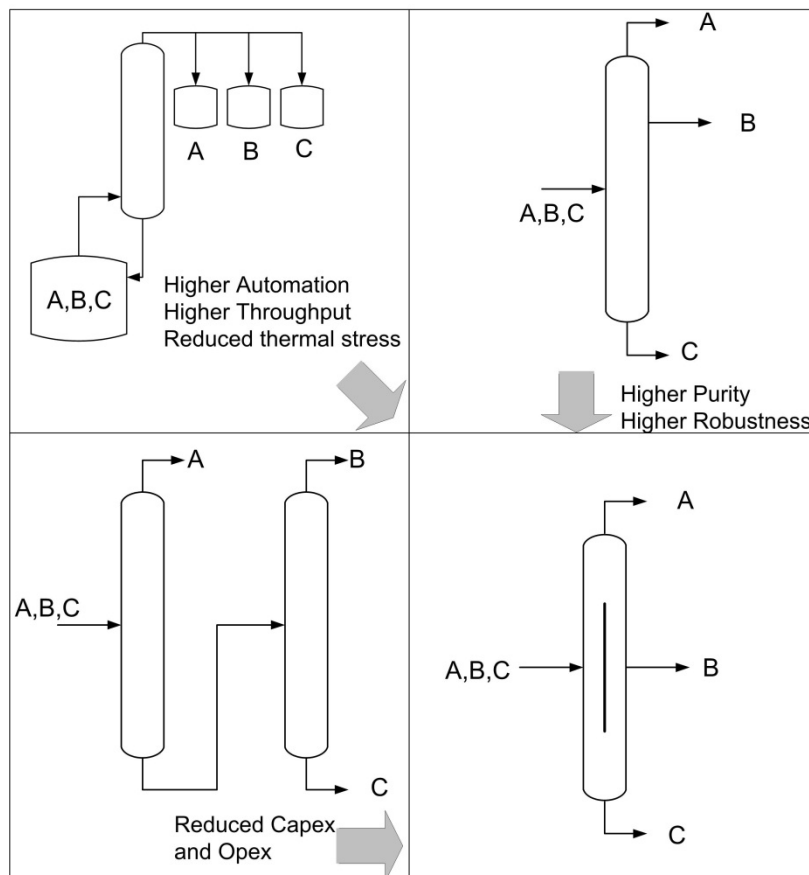 A
B
C
A,B,C
Higher Automation
Higher Throughput
Reduced thermal stress
A
B
A,B,C
C
Higher Purity
Higher Robustness
A
B
A,B,C
C
Reduced Capex
and Opex
A
A,B,C
B
C